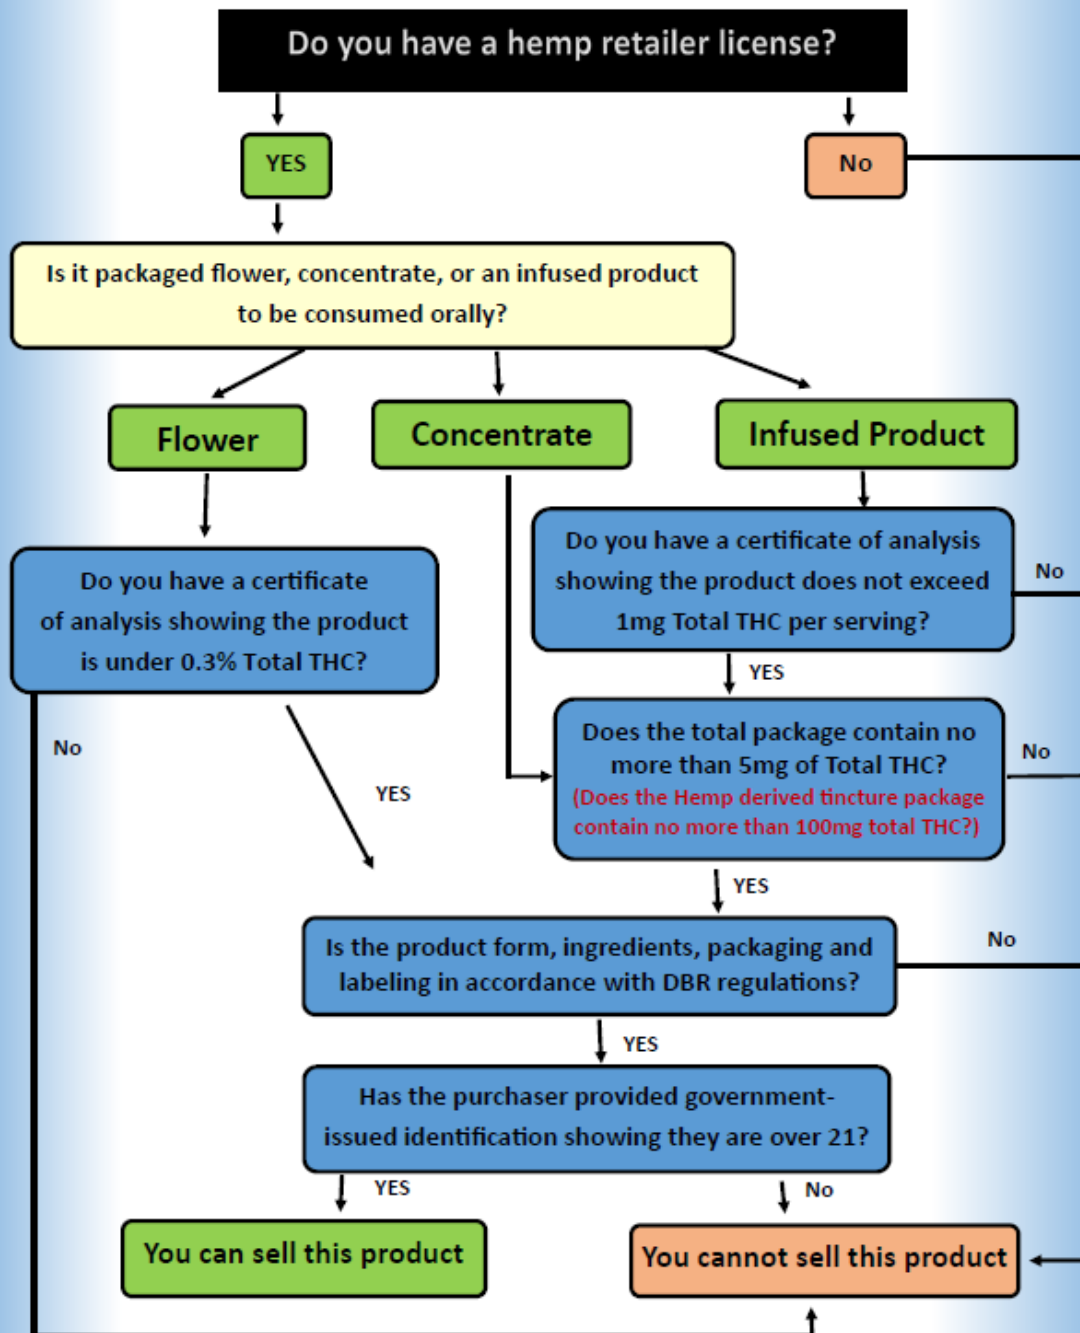 Do you have a hemp retailer license?
YES
No
Is it packaged flower, concentrate, or an infused product
to be consumed orally?
Flower
Concentrate
Infused Product
Do you have a certificate
of analysis showing the product
is under 0.3% Total THC?
Do you have a certificate of analysis
showing the product does not exceed
1mg Total THC per serving?
No
YES
No
YES
Does the total package contain no
more than 5mg of Total THC?
(Does the Hemp derived tincture package
contain no more than 100mg total THC?)
No
YES
Is the product form, ingredients, packaging and
labeling in accordance with DBR regulations?
No
YES
Has the purchaser provided government-
issued identification showing they are over 21?
YES
No
You can sell this product
You cannot sell this product